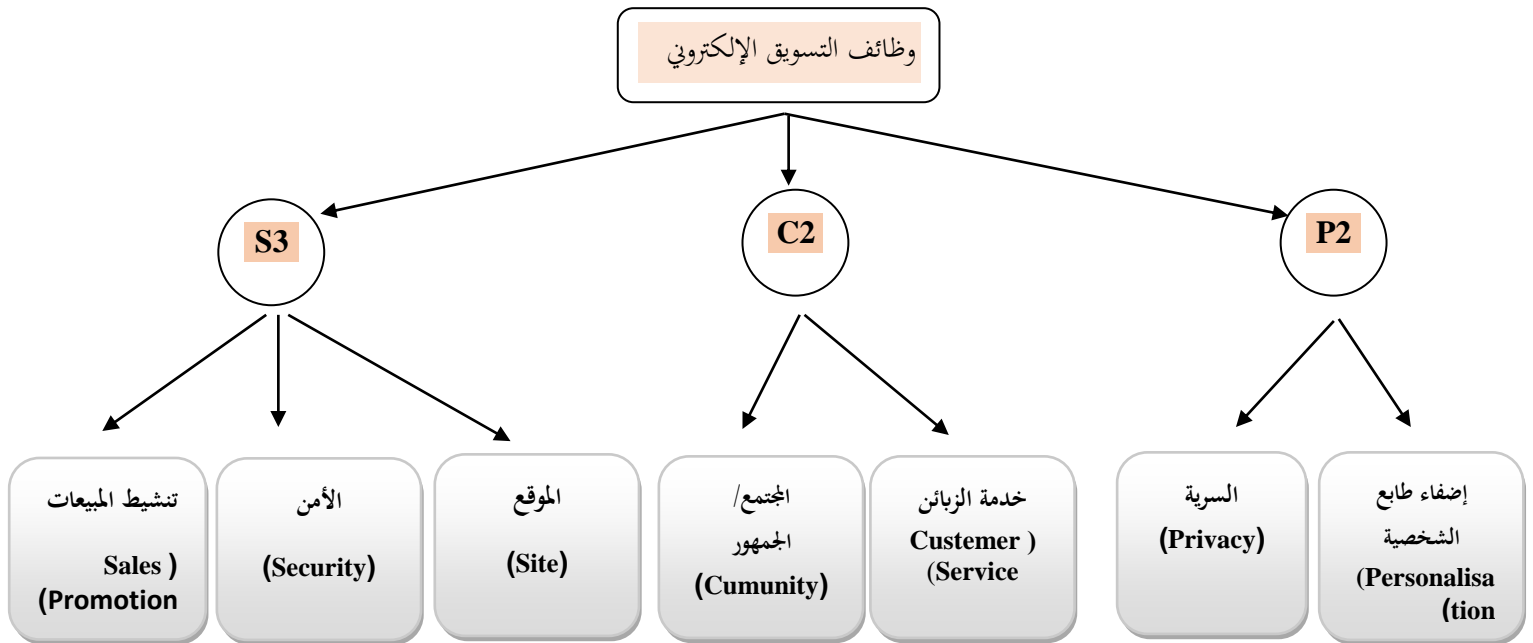 وظائف التسويق الإلكتروني
P2
C2
S3
إضفاء طابع
الشخصية
(Personalisa
tion)
السرية
(Privacy)
خدمة الزبائن
(Custemer
Service)
المجتمع/
الجمهور
(Cumunity)
الموقع
(Site)
الأمن
(Security)
تنشيط المبيعات
(Sales
Promotion)